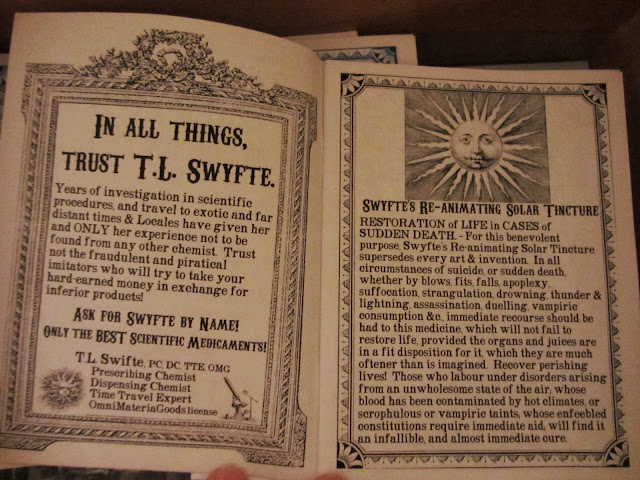 IN ALL THINGS,
TRUST T.L. SWYFTE.
Years of investigation in scientific
procedures, and travel to exotic and far
distant times & Locales have given her
and ONLY her experience not to be
found from any other chemist. Trust
not the fraudulent and piratical
imitators who will try to take your
hard-earned money in exchange for
inferior products!
ASK FOR SWYFTE BY NAME!
ONLY THE BEST SCIENTIFIC MEDICAMENTS!
T.L Swifte, PC, DC, TTE, OMG
Prescribing Chemist
Dispensing Chemist
Time Travel Expert
OmniMateriaGoods license
SWYFTE'S RE-ANIMATING SOLAR TINCTURE
RESTORATION of LIFE in CASES of
SUDDEN DEATH. - For this benevolent
purpose, Swyfte's Re-animating Solar Tincture
supersedes every art & invention. In all
circumstances of suicide, or sudden death,
whether by blows, fits, falls, apoplexy,
suffocation, strangulation, drowning, thunder &
lightning, assassination, duelling, vampiric
consumption &c., immediate recourse should be
had to this medicine, which will not fail to
restore life, provided the organs and juices are
in a fit disposition for it, which they are much
oftener than is imagined. Recover perishing
lives! Those who labour under disorders arising
from an unwholesome state of the air; whose
blood has been contaminated by hot climates, or
scrophulous or vampiric taints; whose enfeebled
constitutions require immediate aid; will find it
an infallible, and almost immediate cure.